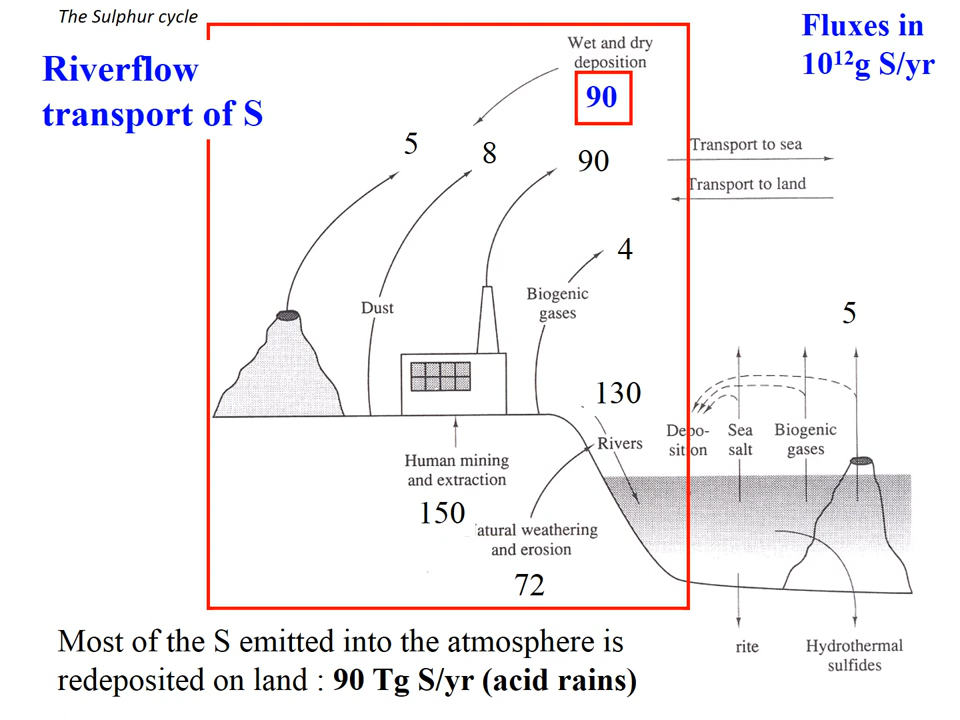 The Sulphur cycle
Riverflow
transport of S
Fluxes in
10¹²g S/yr
Wet and dry
deposition
90
5
8
90
Transport to sea
Transport to land
4
Dust
Biogenic
gases
5
130
Rivers
Depo-
sition
Sea
salt
Biogenic
gases
Human mining
and extraction
150
atural weathering
and erosion
72
rite
Hydrothermal
sulfides
Most of the S emitted into the atmosphere is
redeposited on land : 90 Tg S/yr (acid rains)